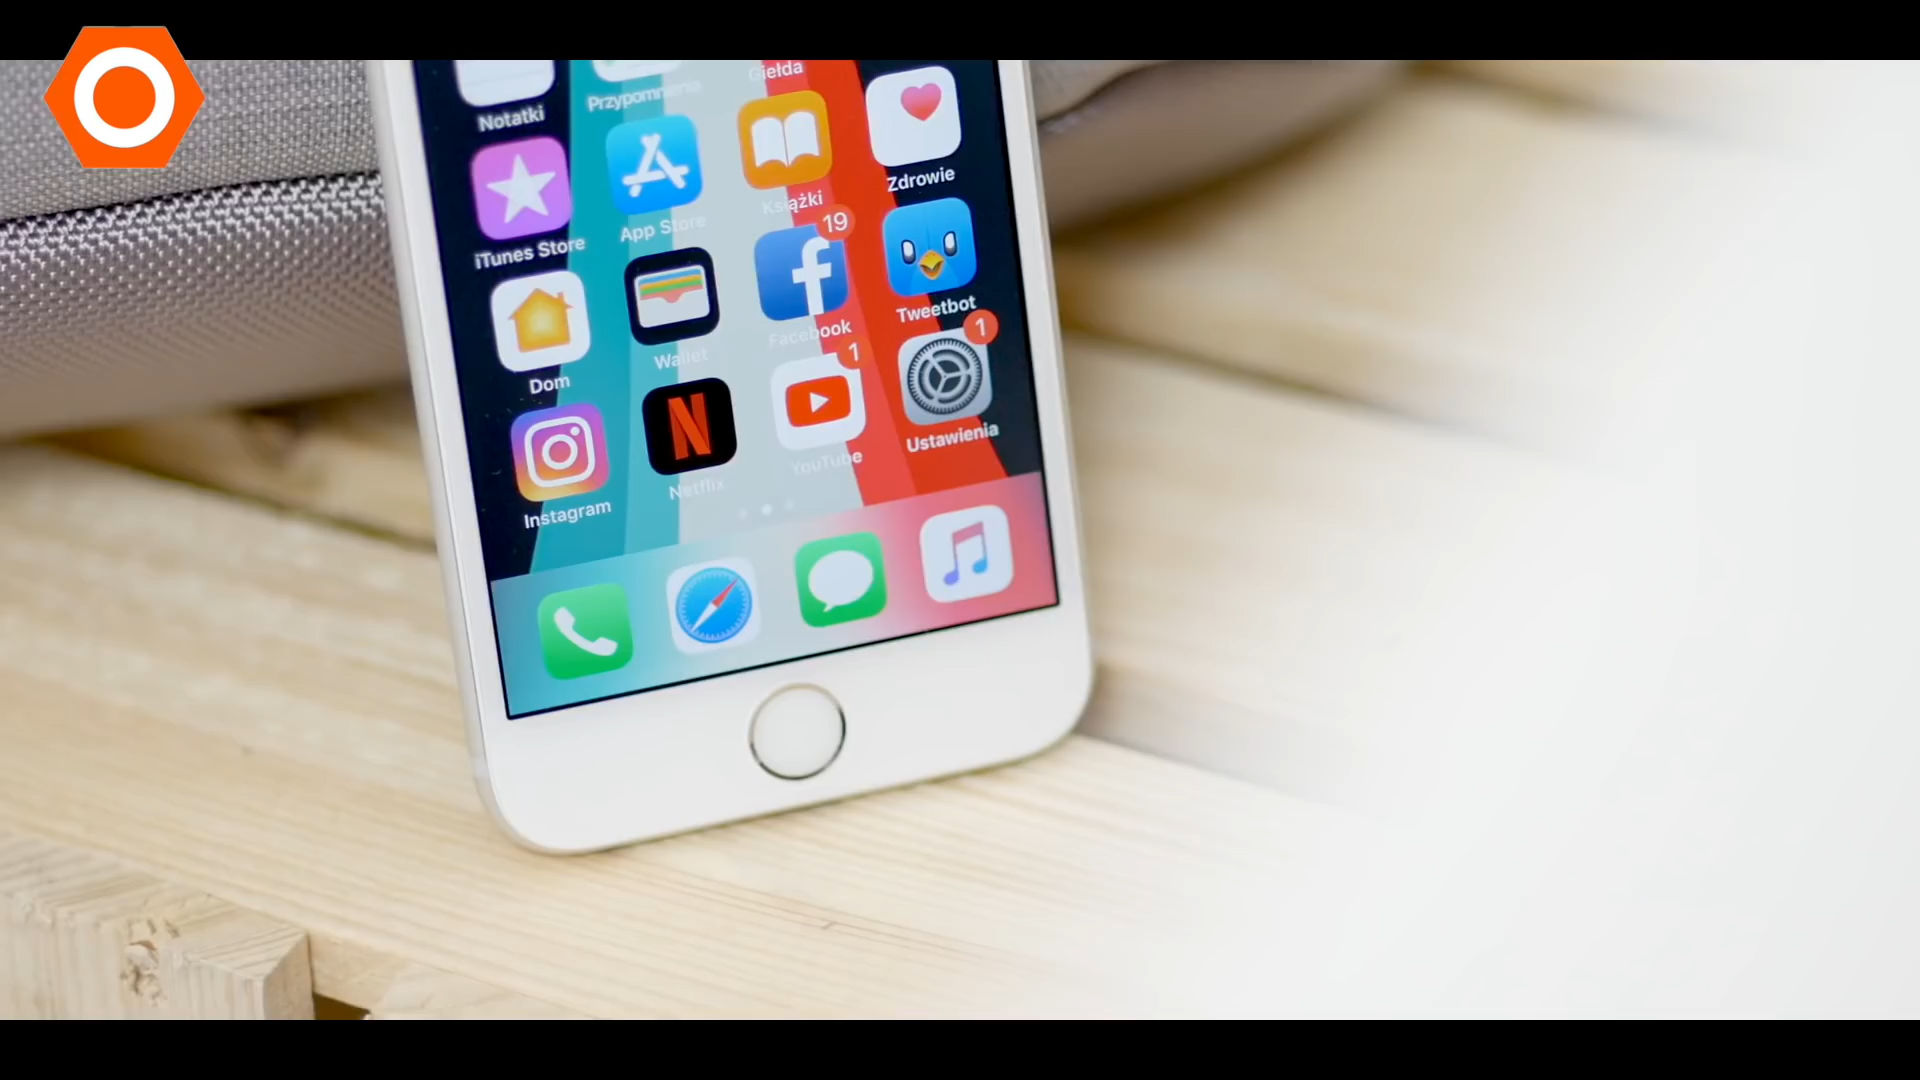 Giełda
Notatki
Przypomnienia
iTunes Store
App Store
Książki
Zdrowie
19
Dom
Wallet
Facebook
Tweetbot
1
1
Instagram
Netflix
YouTube
Ustawienia